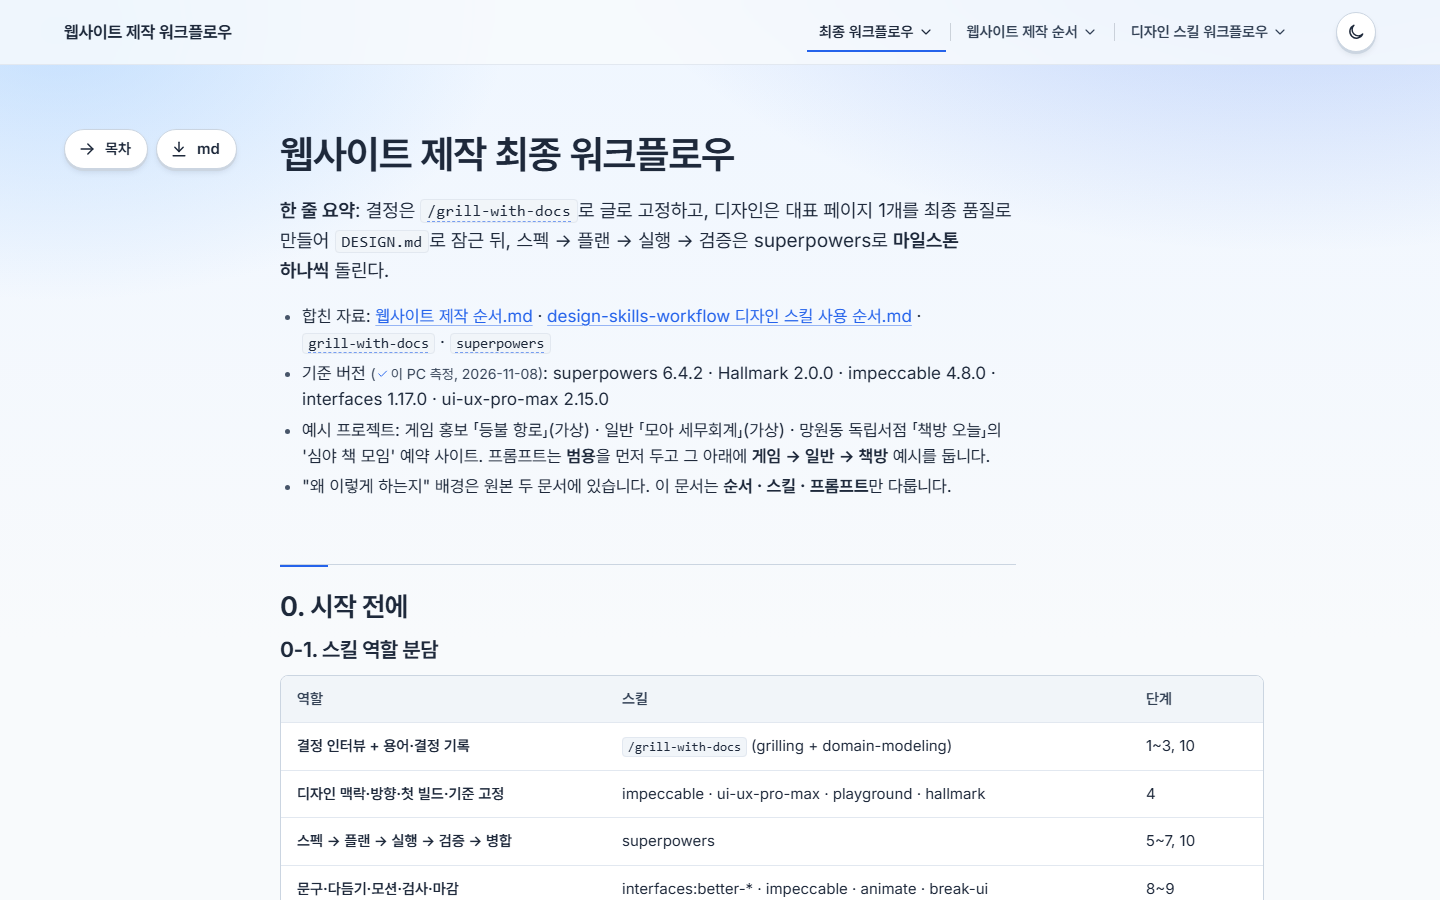 웹사이트 제작 워크플로우
최종 워크플로우
웹사이트 제작 순서
디자인 스킬 워크플로우
목차
md
웹사이트 제작 최종 워크플로우
한 줄 요약: 결정은 /grill-with-docs 로 글로 고정하고, 디자인은 대표 페이지 1개를 최종 품질로
만들어 DESIGN.md 로 잠근 뒤, 스펙 → 플랜 → 실행 → 검증은 superpowers로 마일스톤
하나씩 돌린다.
• 합친 자료: 웹사이트 제작 순서.md · design-skills-workflow 디자인 스킬 사용 순서.md ·
grill-with-docs · superpowers
• 기준 버전 (✓이 PC 측정, 2026-11-08): superpowers 6.4.2 · Hallmark 2.0.0 · impeccable 4.8.0 ·
interfaces 1.17.0 · ui-ux-pro-max 2.15.0
• 예시 프로젝트: 게임 홍보 「등불 항로」(가상) · 일반 「모아 세무회계」(가상) · 망원동 독립서점 「책방 오늘」의
'심야 책 모임' 예약 사이트. 프롬프트는 범용을 먼저 두고 그 아래에 게임 → 일반 → 책방 예시를 둡니다.
• "왜 이렇게 하는지" 배경은 원본 두 문서에 있습니다. 이 문서는 순서 · 스킬 · 프롬프트만 다룹니다.
0. 시작 전에
0-1. 스킬 역할 분담
역할 스킬 단계
결정 인터뷰 + 용어·결정 기록 /grill-with-docs (grilling + domain-modeling) 1~3, 10
디자인 맥락·방향·첫 빌드·기준 고정 impeccable · ui-ux-pro-max · playground · hallmark 4
스펙 → 플랜 → 실행 → 검증 → 병합 superpowers 5~7, 10
문구·다듬기·모션·검사·마감 interfaces:better-* · impeccable · animate · break-ui 8~9